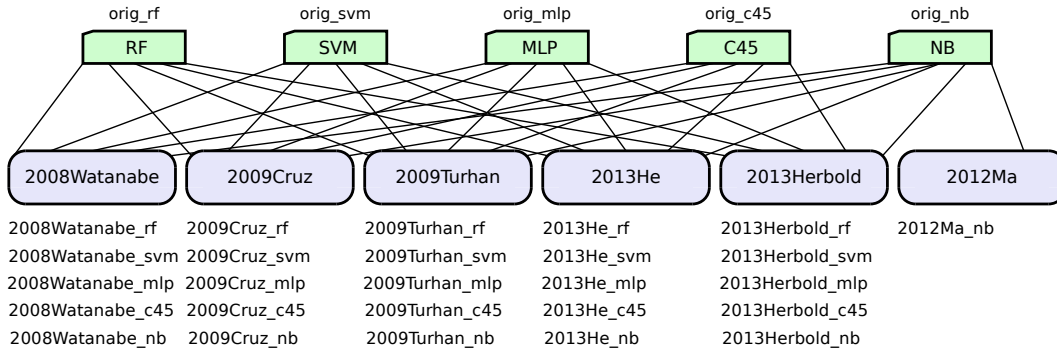 orig_rf orig_svm orig_mlp orig_c45 orig_nb
RF SVM MLP C45 NB
2008Watanabe 2009Cruz 2009Turhan 2013He 2013Herbold 2012Ma
2008Watanabe_rf 2009Cruz_rf 2009Turhan_rf 2013He_rf 2013Herbold_rf 2012Ma_nb
2008Watanabe_svm 2009Cruz_svm 2009Turhan_svm 2013He_svm 2013Herbold_svm
2008Watanabe_mlp 2009Cruz_mlp 2009Turhan_mlp 2013He_mlp 2013Herbold_mlp
2008Watanabe_c45 2009Cruz_c45 2009Turhan_c45 2013He_c45 2013Herbold_c45
2008Watanabe_nb 2009Cruz_nb 2009Turhan_nb 2013He_nb 2013Herbold_nb